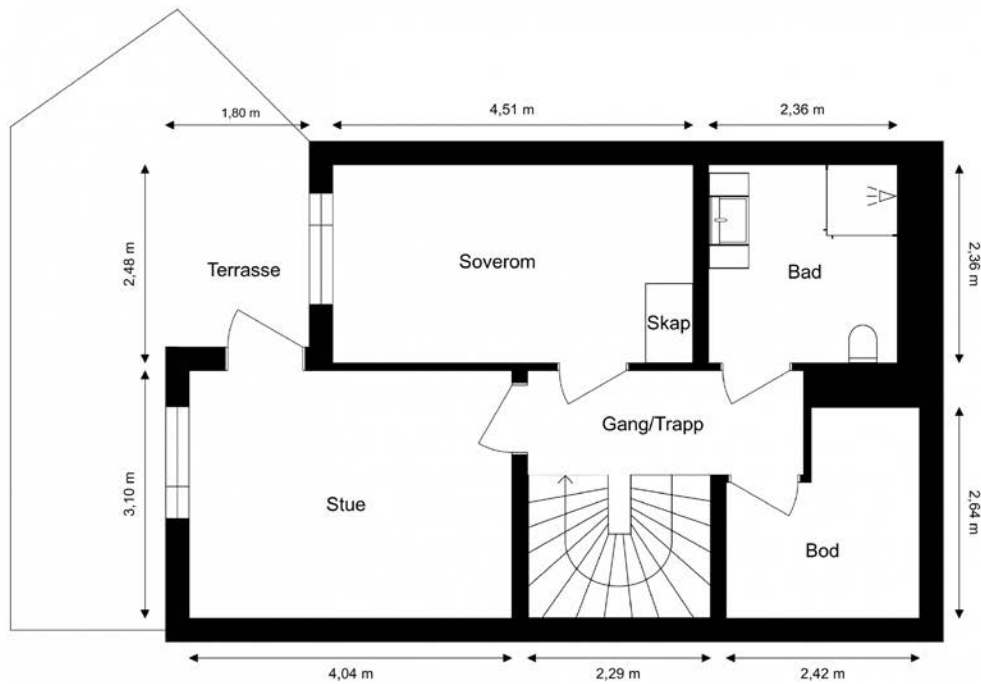 1,80 m
4,51 m
2,36 m
2,48 m
Terrasse
Soverom
Bad
2,36 m
Skap
Gang/Trapp
3,10 m
Stue
Bod
2,64 m
4,04 m
2,29 m
2,42 m